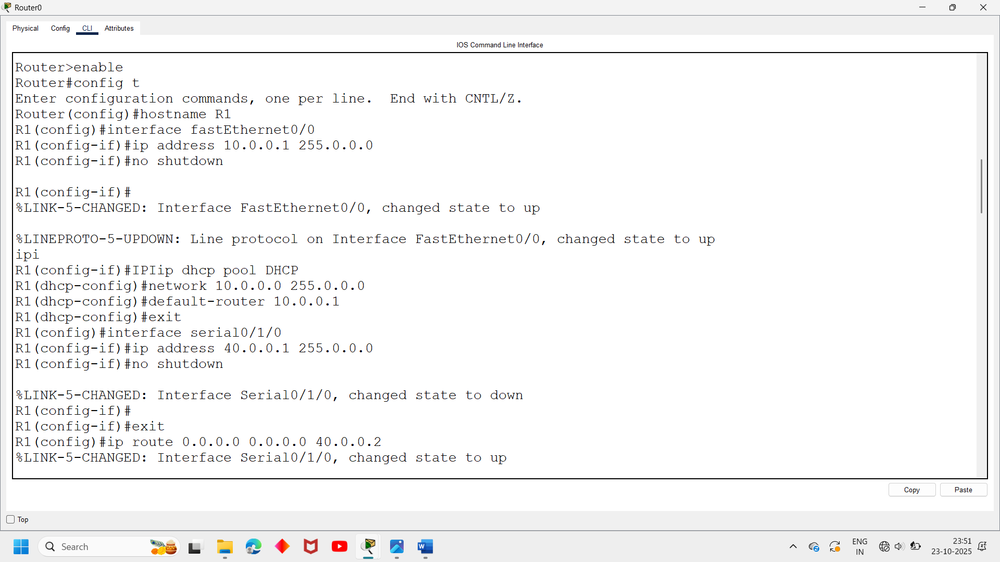 Router0
Physical Config CLI Attributes
IOS Command Line Interface
Router>enable
Router#config t
Enter configuration commands, one per line.  End with CNTL/Z.
Router(config)#hostname R1
R1(config)#interface fastEthernet0/0
R1(config-if)#ip address 10.0.0.1 255.0.0.0
R1(config-if)#no shutdown
R1(config-if)#
%LINK-5-CHANGED: Interface FastEthernet0/0, changed state to up
%LINEPROTO-5-UPDOWN: Line protocol on Interface FastEthernet0/0, changed state to up
ipi
R1(config-if)#IPIip dhcp pool DHCP
R1(dhcp-config)#network 10.0.0.0 255.0.0.0
R1(dhcp-config)#default-router 10.0.0.1
R1(dhcp-config)#exit
R1(config)#interface serial0/1/0
R1(config-if)#ip address 40.0.0.1 255.0.0.0
R1(config-if)#no shutdown
%LINK-5-CHANGED: Interface Serial0/1/0, changed state to down
R1(config-if)#
R1(config-if)#exit
R1(config)#ip route 0.0.0.0 0.0.0.0 40.0.0.2
%LINK-5-CHANGED: Interface Serial0/1/0, changed state to up
Copy Paste
Top
Search
W
ENG
IN
23:51
23-10-2025